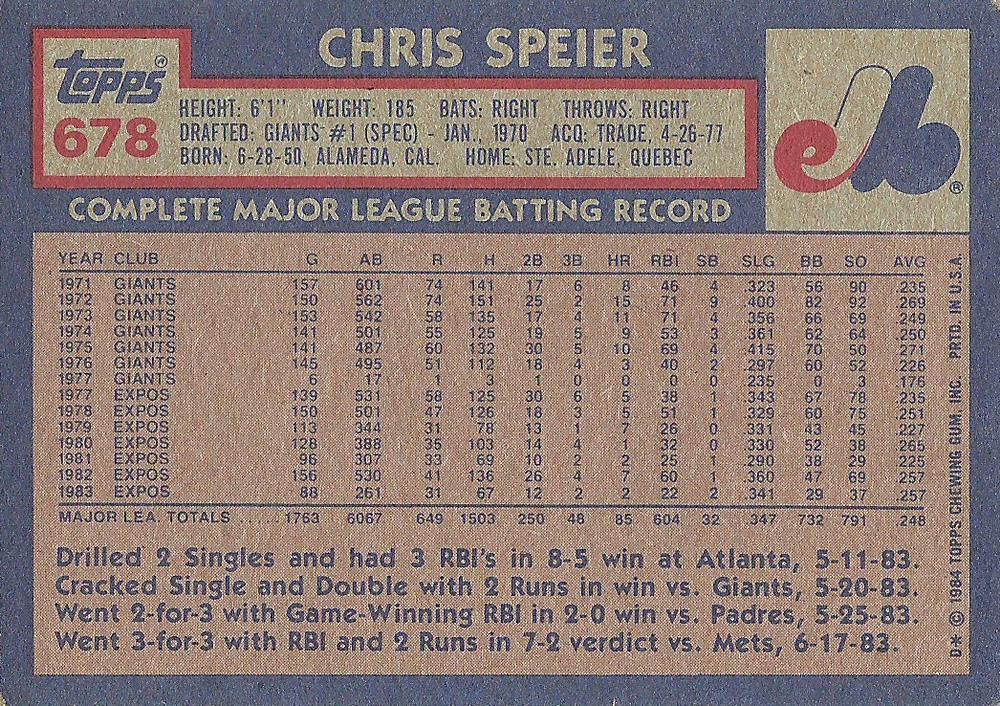 CHRIS SPEIER
topps®
678
HEIGHT: 6'1" WEIGHT: 185 BATS: RIGHT THROWS: RIGHT
DRAFTED: GIANTS #1 (SPEC) - JAN., 1970 ACQ: TRADE, 4-26-77
BORN: 6-28-50, ALAMEDA, CAL. HOME: STE. ADELE, QUEBEC
eb®
COMPLETE MAJOR LEAGUE BATTING RECORD
YEAR CLUB G AB R H 2B 3B HR RBI SB SLG BB SO AVG
1971 GIANTS 157 601 74 141 17 6 8 46 4 .323 56 90 .235
1972 GIANTS 150 562 74 151 25 2 15 71 9 .400 82 92 .269
1973 GIANTS 153 542 58 135 17 4 11 71 4 .356 66 69 .249
1974 GIANTS 141 501 55 125 19 5 9 53 3 .361 62 64 .250
1975 GIANTS 141 487 60 132 30 5 10 69 4 .415 70 50 .271
1976 GIANTS 145 495 51 112 18 4 3 40 2 .297 60 52 .226
1977 GIANTS 6 17 1 3 1 0 0 0 0 .235 0 3 .176
1977 EXPOS 139 531 58 125 30 6 5 38 1 .343 67 78 .235
1978 EXPOS 150 501 47 126 18 3 5 51 1 .329 60 75 .251
1979 EXPOS 113 344 31 78 13 1 7 26 0 .331 43 45 .227
1980 EXPOS 128 388 35 103 14 4 1 32 0 .330 52 38 .265
1981 EXPOS 96 307 33 69 10 2 2 25 1 .290 38 29 .225
1982 EXPOS 156 530 41 136 26 4 7 60 1 .360 47 69 .257
1983 EXPOS 88 261 31 67 12 2 2 22 2 .341 29 37 .257
MAJOR LEA. TOTALS ..... 1763 6067 649 1503 250 48 85 604 32 .347 732 791 .248
Drilled 2 Singles and had 3 RBI's in 8-5 win at Atlanta, 5-11-83.
Cracked Single and Double with 2 Runs in win vs. Giants, 5-20-83.
Went 2-for-3 with Game-Winning RBI in 2-0 win vs. Padres, 5-25-83.
Went 3-for-3 with RBI and 2 Runs in 7-2 verdict vs. Mets, 6-17-83.
D* © 1984 TOPPS CHEWING GUM, INC. PRTD. IN U.S.A.